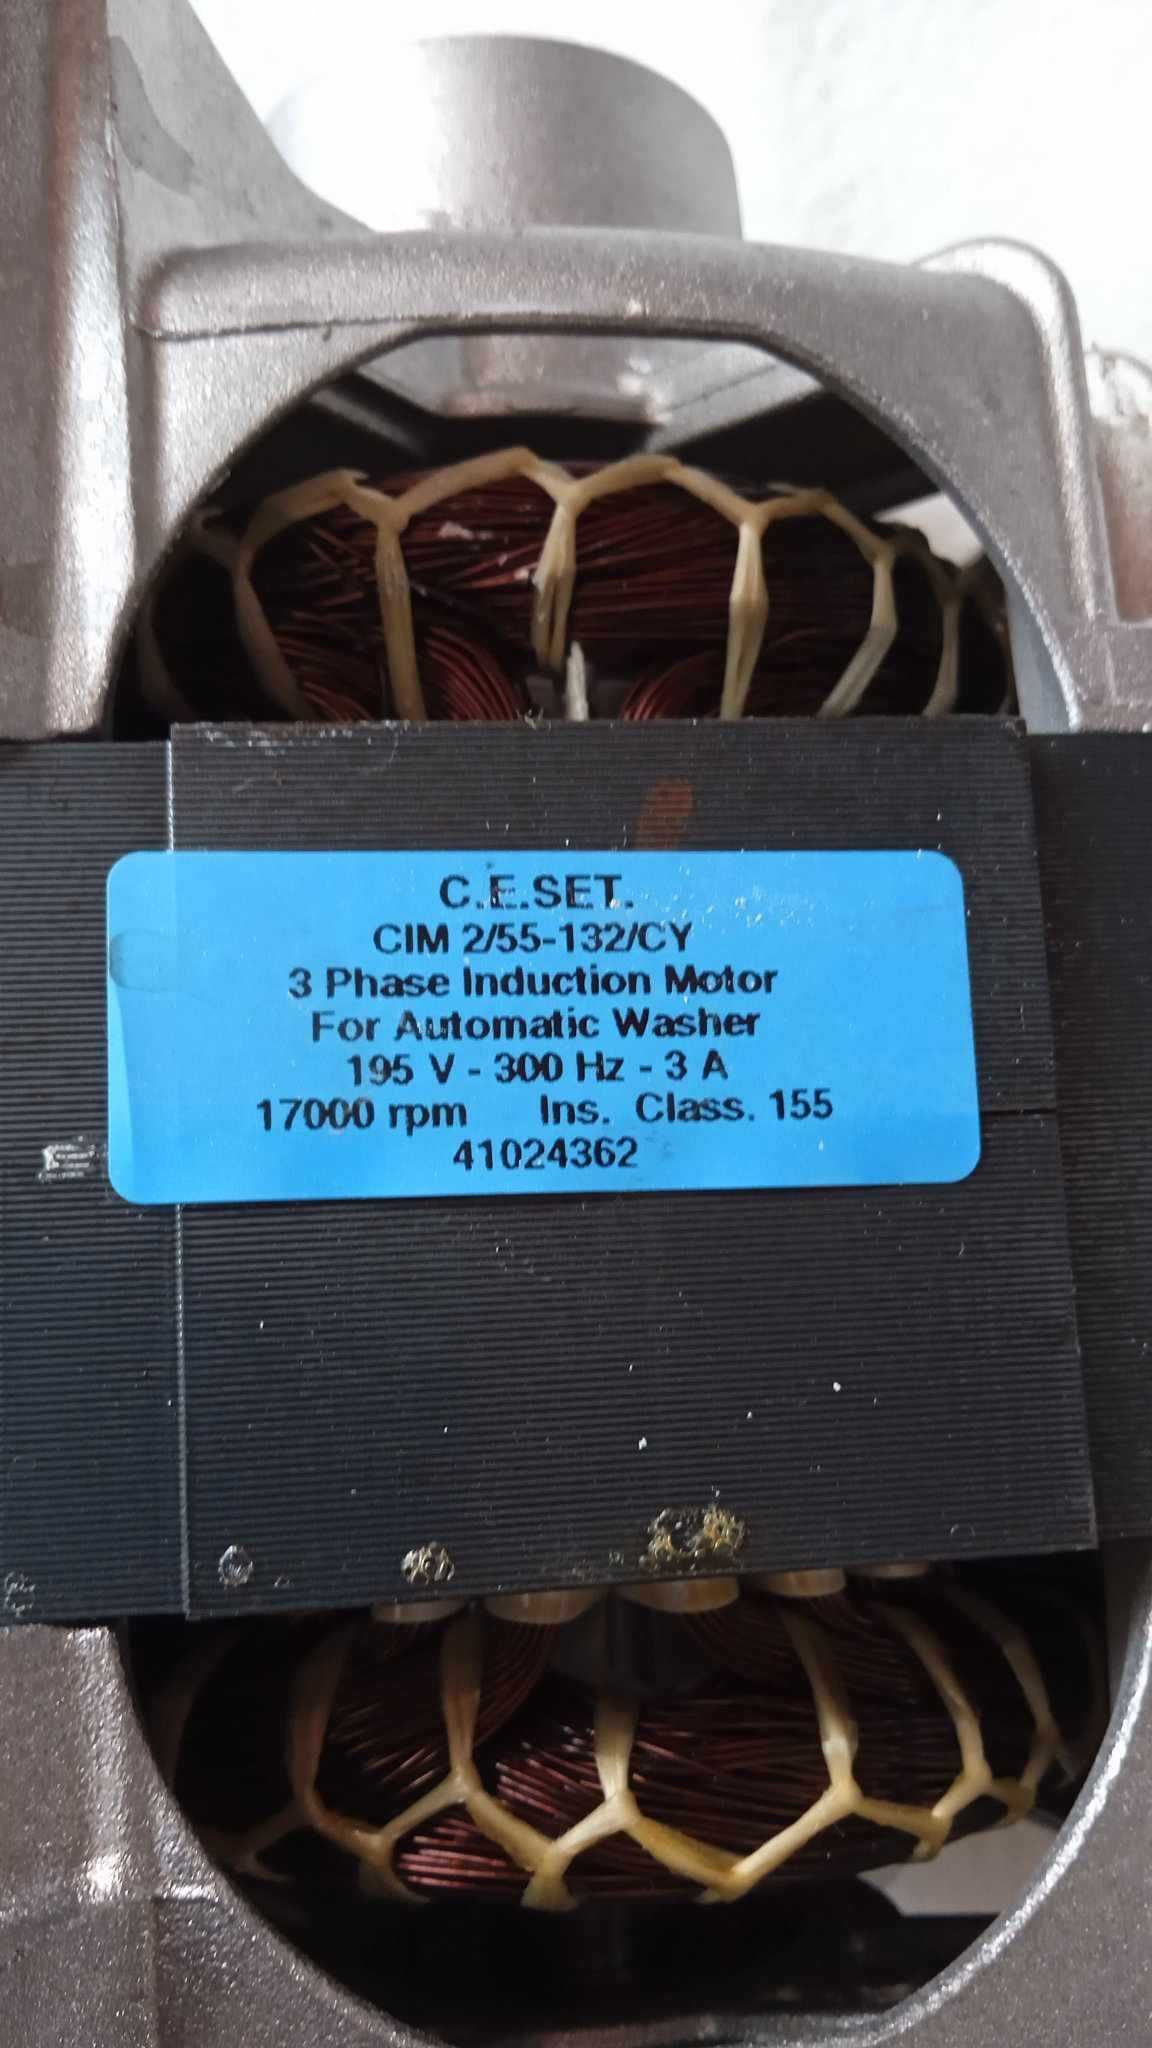 C.E.SET.
CIM 2/55-132/CY
3 Phase Induction Motor
For Automatic Washer
195 V - 300 Hz - 3 A
17000 rpm Ins. Class. 155
41024362